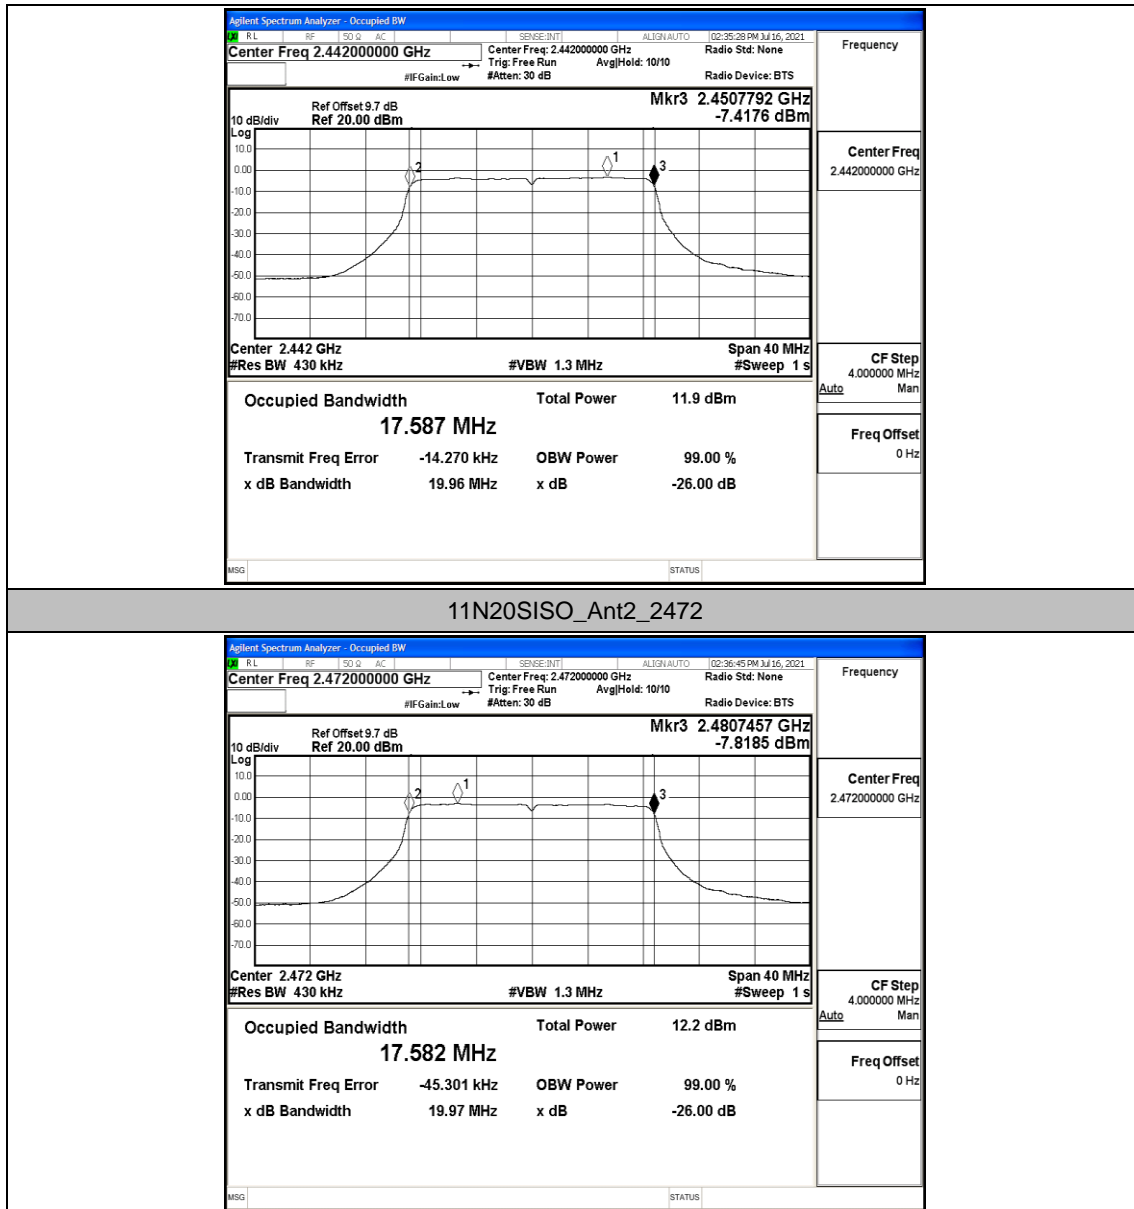 Agilent Spectrum Analyzer - Occupied BW
LXI RL RF 50 Ω AC SENSE:INT ALIGN AUTO 02:35:28 PM Jul 16, 2021
Center Freq 2.442000000 GHz
Center Freq: 2.442000000 GHz Radio Std: None
Trig: Free Run Avg|Hold: 10/10
#IFGain:Low #Atten: 30 dB Radio Device: BTS
Frequency
Mkr3 2.4507792 GHz
-7.4176 dBm
Ref Offset 9.7 dB
10 dB/div Ref 20.00 dBm
Log
10.0
0.00
-10.0
-20.0
-30.0
-40.0
-50.0
-60.0
-70.0
2
1
3
Center Freq
2.442000000 GHz
Center 2.442 GHz Span 40 MHz
#Res BW 430 kHz #VBW 1.3 MHz #Sweep 1 s
CF Step
4.000000 MHz
Auto Man
Occupied Bandwidth Total Power 11.9 dBm
17.587 MHz
Transmit Freq Error -14.270 kHz OBW Power 99.00 %
x dB Bandwidth 19.96 MHz x dB -26.00 dB
Freq Offset
0 Hz
MSG STATUS
11N20SISO_Ant2_2472
Agilent Spectrum Analyzer - Occupied BW
LXI RL RF 50 Ω AC SENSE:INT ALIGN AUTO 02:36:45 PM Jul 16, 2021
Center Freq 2.472000000 GHz
Center Freq: 2.472000000 GHz Radio Std: None
Trig: Free Run Avg|Hold: 10/10
#IFGain:Low #Atten: 30 dB Radio Device: BTS
Frequency
Mkr3 2.4807457 GHz
-7.8185 dBm
Ref Offset 9.7 dB
10 dB/div Ref 20.00 dBm
Log
10.0
0.00
-10.0
-20.0
-30.0
-40.0
-50.0
-60.0
-70.0
2
1
3
Center Freq
2.472000000 GHz
Center 2.472 GHz Span 40 MHz
#Res BW 430 kHz #VBW 1.3 MHz #Sweep 1 s
CF Step
4.000000 MHz
Auto Man
Occupied Bandwidth Total Power 12.2 dBm
17.582 MHz
Transmit Freq Error -45.301 kHz OBW Power 99.00 %
x dB Bandwidth 19.97 MHz x dB -26.00 dB
Freq Offset
0 Hz
MSG STATUS